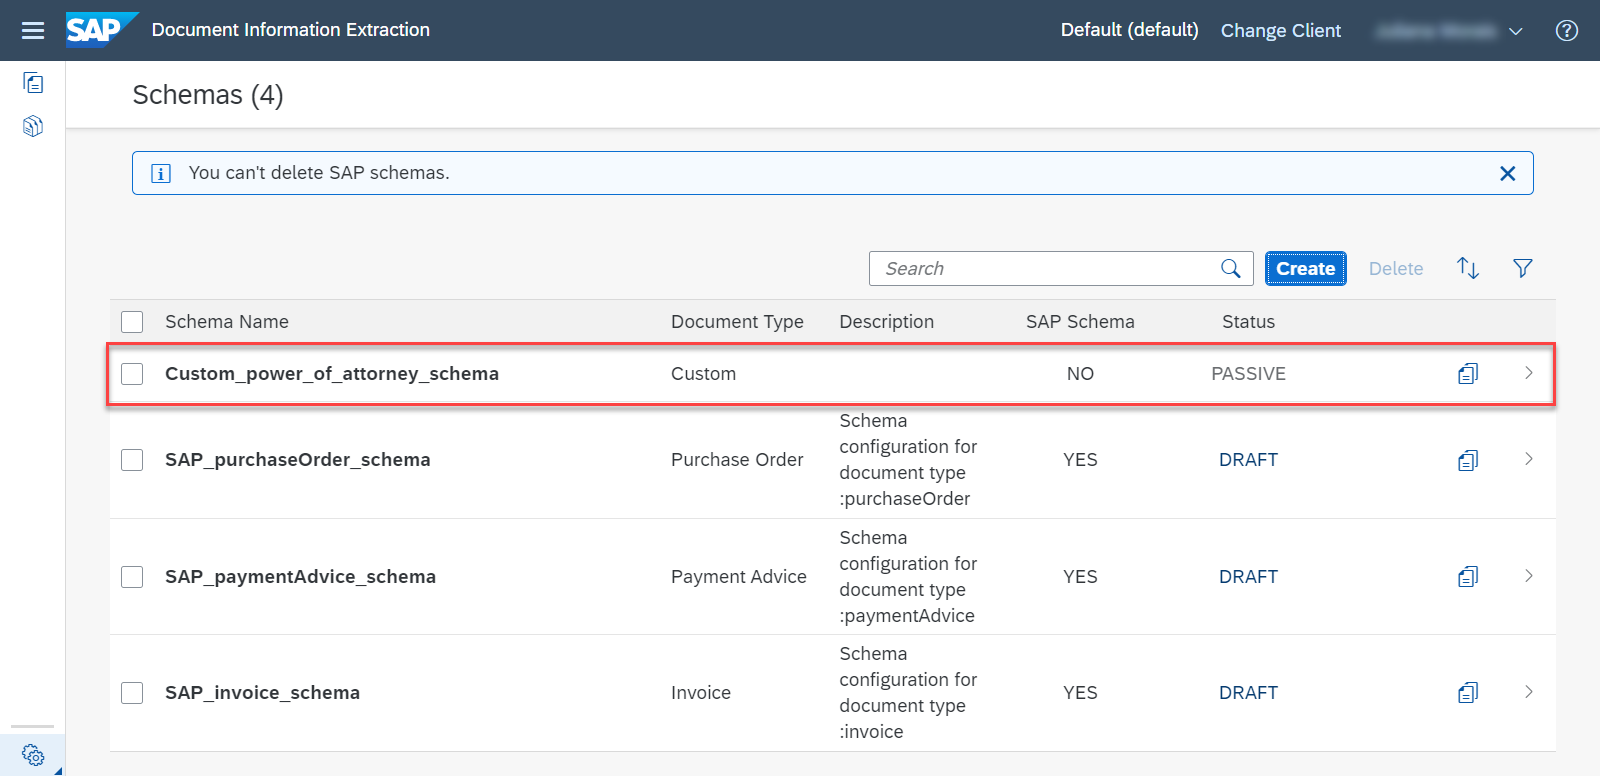 SAP Document Information Extraction Default (default) Change Client
Schemas (4)
You can't delete SAP schemas.
Search Create Delete
Schema Name Document Type Description SAP Schema Status
Custom_power_of_attorney_schema Custom NO PASSIVE
SAP_purchaseOrder_schema Purchase Order Schema
configuration for
document type
:purchaseOrder YES DRAFT
SAP_paymentAdvice_schema Payment Advice Schema
configuration for
document type
:paymentAdvice YES DRAFT
SAP_invoice_schema Invoice Schema
configuration for
document type
:invoice YES DRAFT